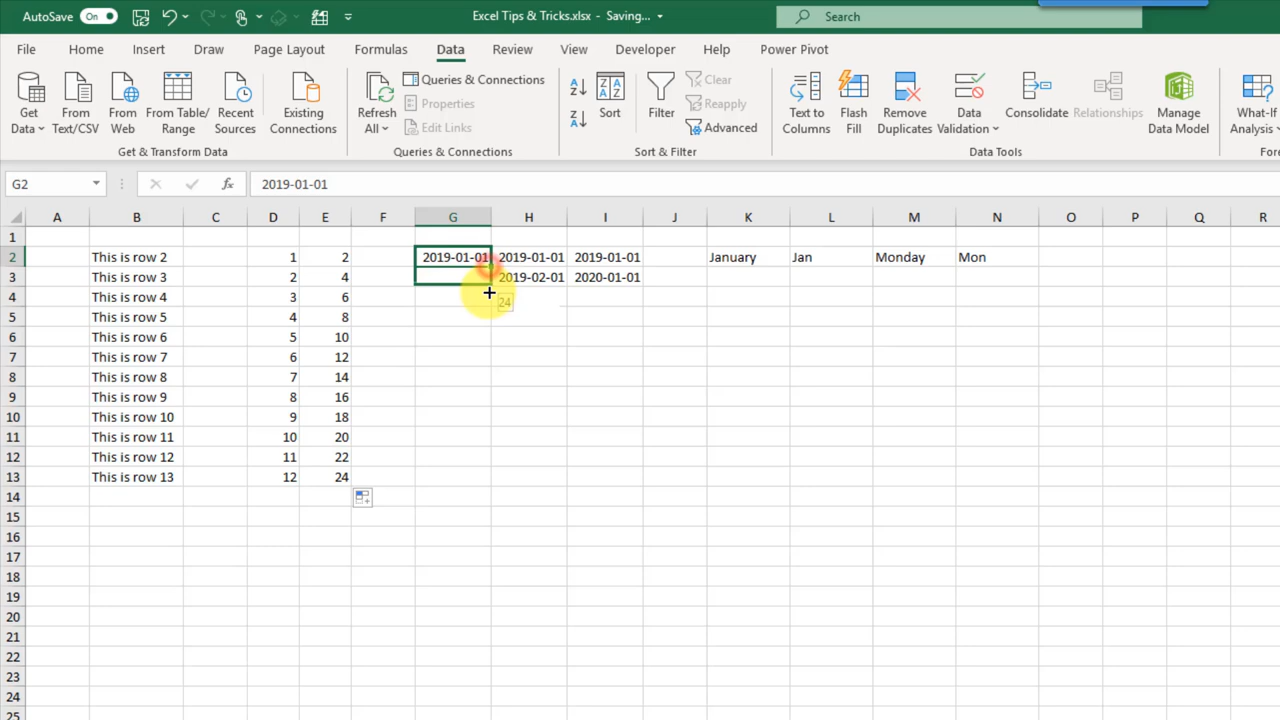 AutoSave On Excel Tips & Tricks.xlsx - Saving... Search
File Home Insert Draw Page Layout Formulas Data Review View Developer Help Power Pivot
Get Data
From Text/CSV
From Web
From Table/ Range
Recent Sources
Existing Connections
Get & Transform Data
Refresh All
Queries & Connections
Properties
Edit Links
Queries & Connections
Sort
Filter
Clear
Reapply
Advanced
Sort & Filter
Text to Columns
Flash Fill
Remove Duplicates
Data Validation
Consolidate
Relationships
Manage Data Model
Data Tools
What-If Analysis
Fore
G2 fx 2019-01-01
A B C D E F G H I J K L M N O P Q R
1
2 This is row 2 1 2 2019-01-01 2019-01-01 2019-01-01 January Jan Monday Mon
3 This is row 3 2 4 2019-02-01 2020-01-01
4 This is row 4 3 6 24
5 This is row 5 4 8
6 This is row 6 5 10
7 This is row 7 6 12
8 This is row 8 7 14
9 This is row 9 8 16
10 This is row 10 9 18
11 This is row 11 10 20
12 This is row 12 11 22
13 This is row 13 12 24
14
15
16
17
18
19
20
21
22
23
24
25